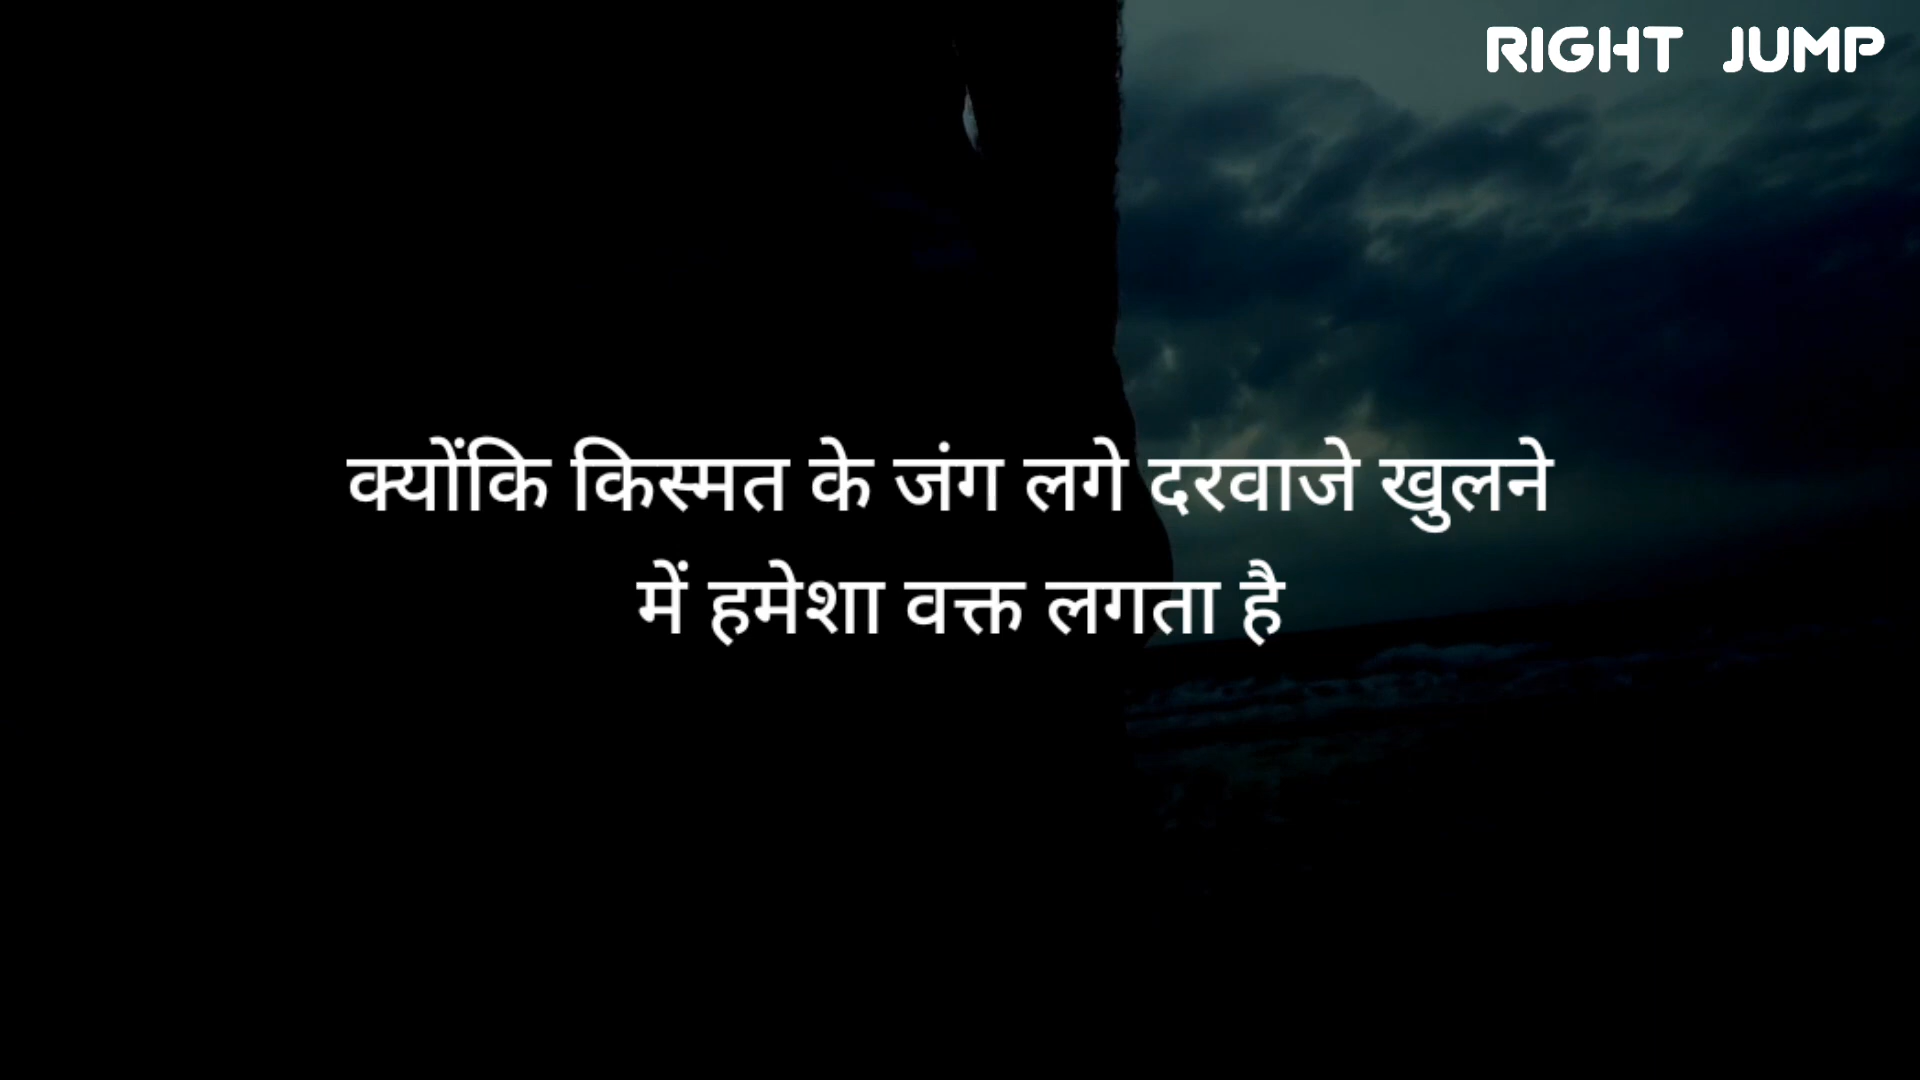 RIGHT JUMP
क्योंकि किस्मत के जंग लगे दरवाजे खुलने
में हमेशा वक्त लगता है